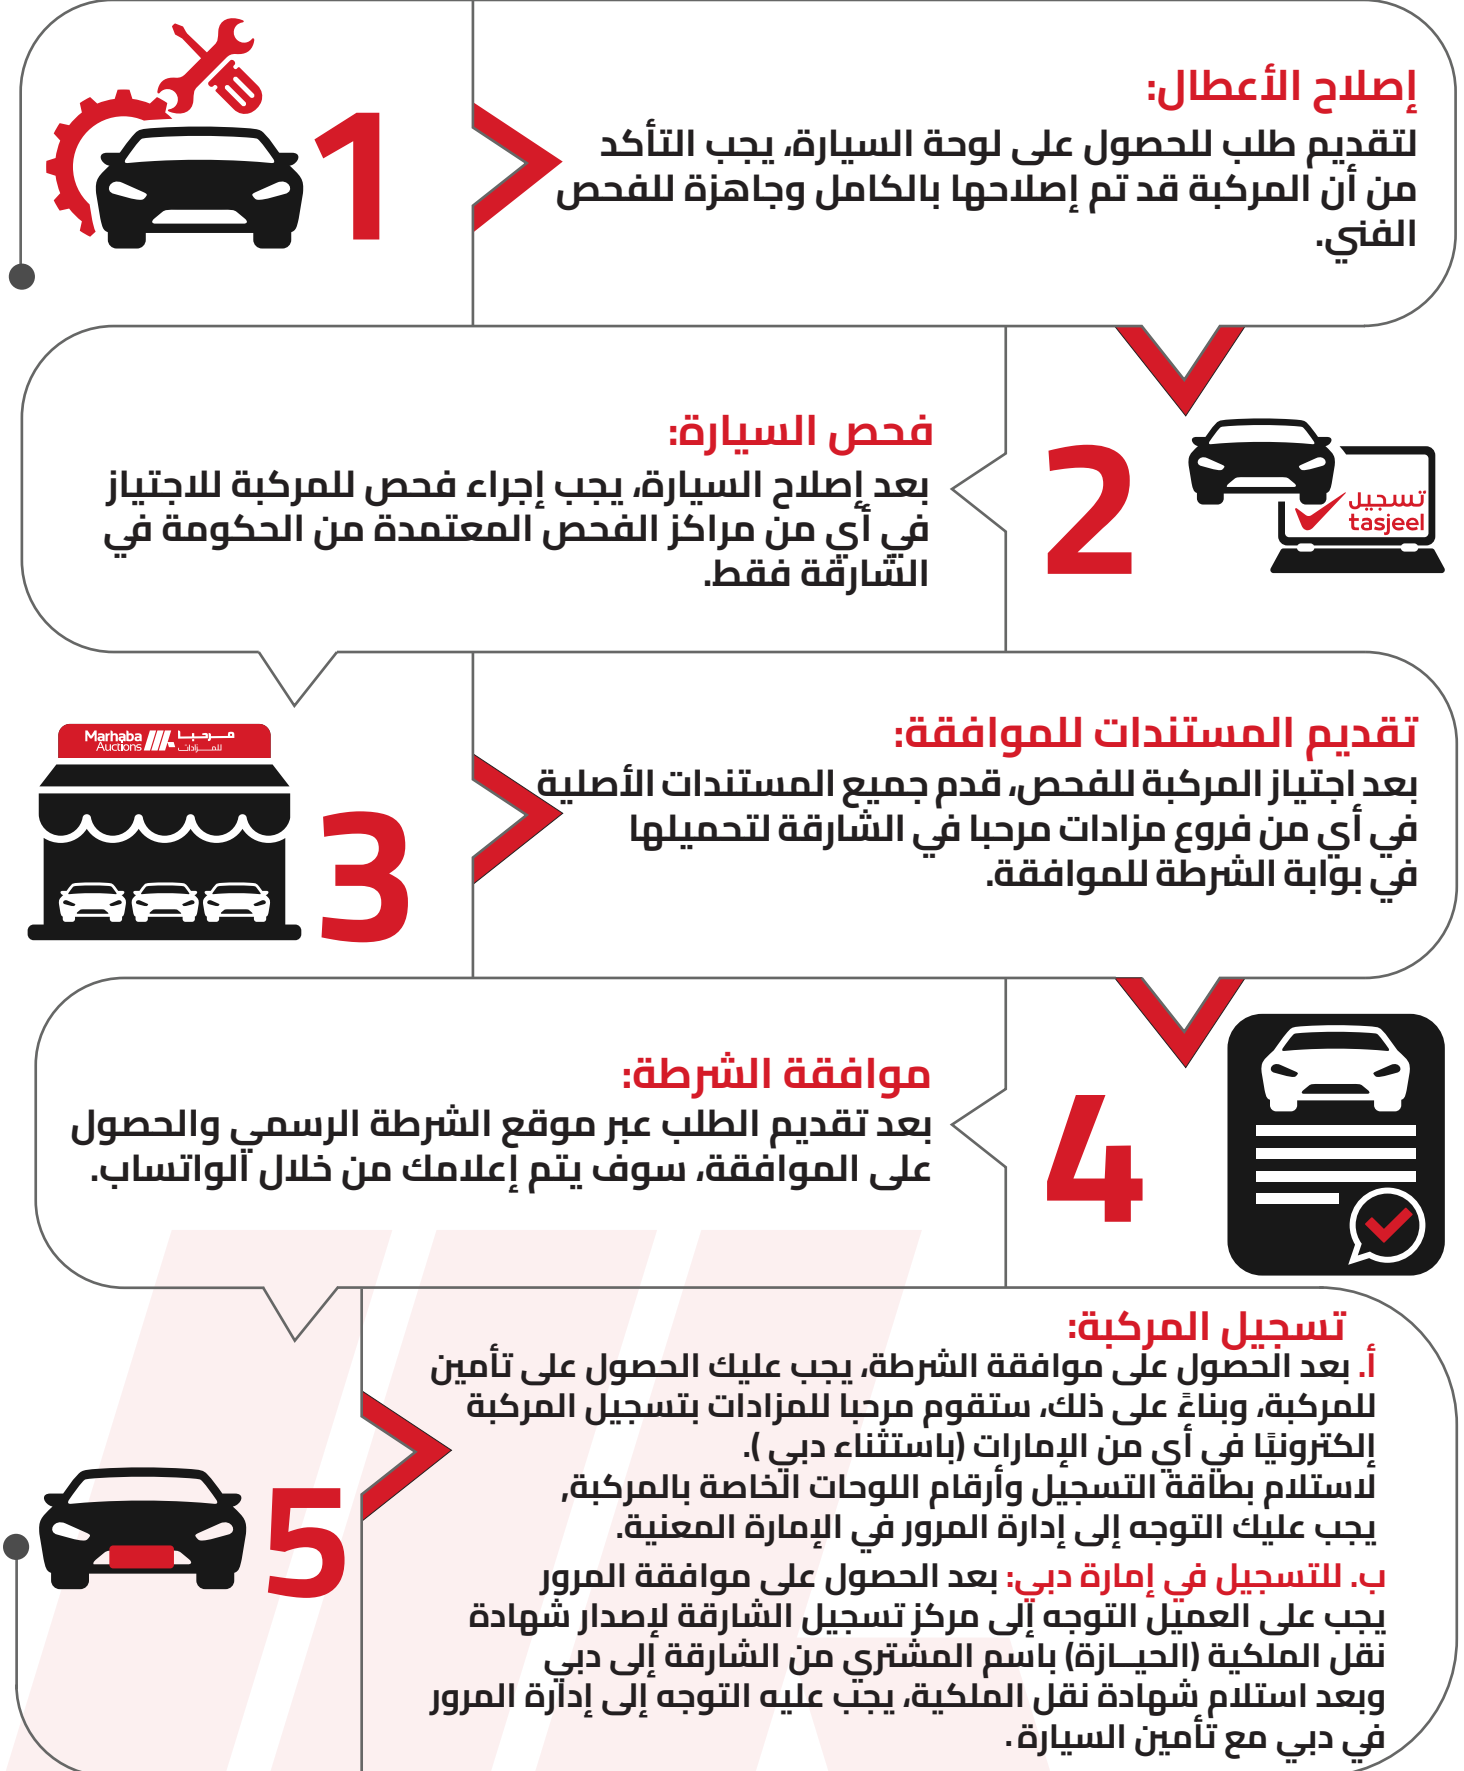 1
إصلاح الأعطال:
لتقديم طلب للحصول على لوحة السيارة، يجب التأكد
من أن المركبة قد تم إصلاحها بالكامل وجاهزة للفحص
الفني.
2
تسجيل
tasjeel
فحص السيارة:
بعد إصلاح السيارة، يجب إجراء فحص للمركبة للاجتياز
في أي من مراكز الفحص المعتمدة من الحكومة في
الشارقة فقط.
Marhaba مرحبا
Auctions للمزادات
3
تقديم المستندات للموافقة:
بعد اجتياز المركبة للفحص، قدم جميع المستندات الأصلية
في أي من فروع مزادات مرحبا في الشارقة لتحميلها
في بوابة الشرطة للموافقة.
4
موافقة الشرطة:
بعد تقديم الطلب عبر موقع الشرطة الرسمي والحصول
على الموافقة، سوف يتم إعلامك من خلال الواتساب.
5
تسجيل المركبة:
أ. بعد الحصول على موافقة الشرطة، يجب عليك الحصول على تأمين
للمركبة، وبناءً على ذلك، ستقوم مرحبا للمزادات بتسجيل المركبة
إلكترونيًا في أي من الإمارات (باستثناء دبي ).
لاستلام بطاقة التسجيل وأرقام اللوحات الخاصة بالمركبة,
يجب عليك التوجه إلى إدارة المرور في الإمارة المعنية.
ب. للتسجيل في إمارة دبي: بعد الحصول على موافقة المرور
يجب على العميل التوجه إلى مركز تسجيل الشارقة لإصدار شهادة
نقل الملكية (الحيــازة) باسم المشتري من الشارقة إلى دبي
وبعد استلام شهادة نقل الملكية، يجب عليه التوجه إلى إدارة المرور
في دبي مع تأمين السيارة .